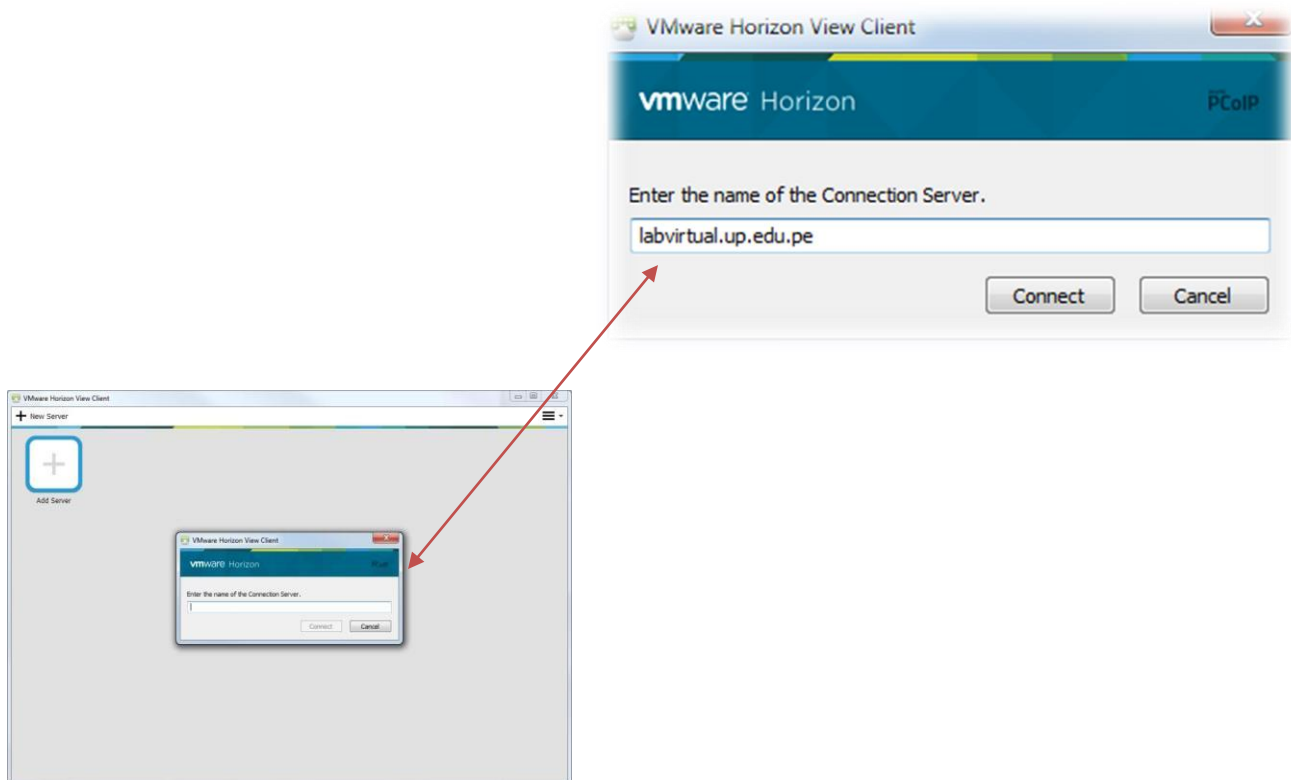 VMware Horizon View Client
vmware Horizon
PCoIP
Enter the name of the Connection Server.
labvirtual.up.edu.pe
Connect Cancel
VMware Horizon View Client
New Server
Add Server
VMware Horizon View Client
vmware Horizon
PCoIP
Enter the name of the Connection Server.
Connect Cancel